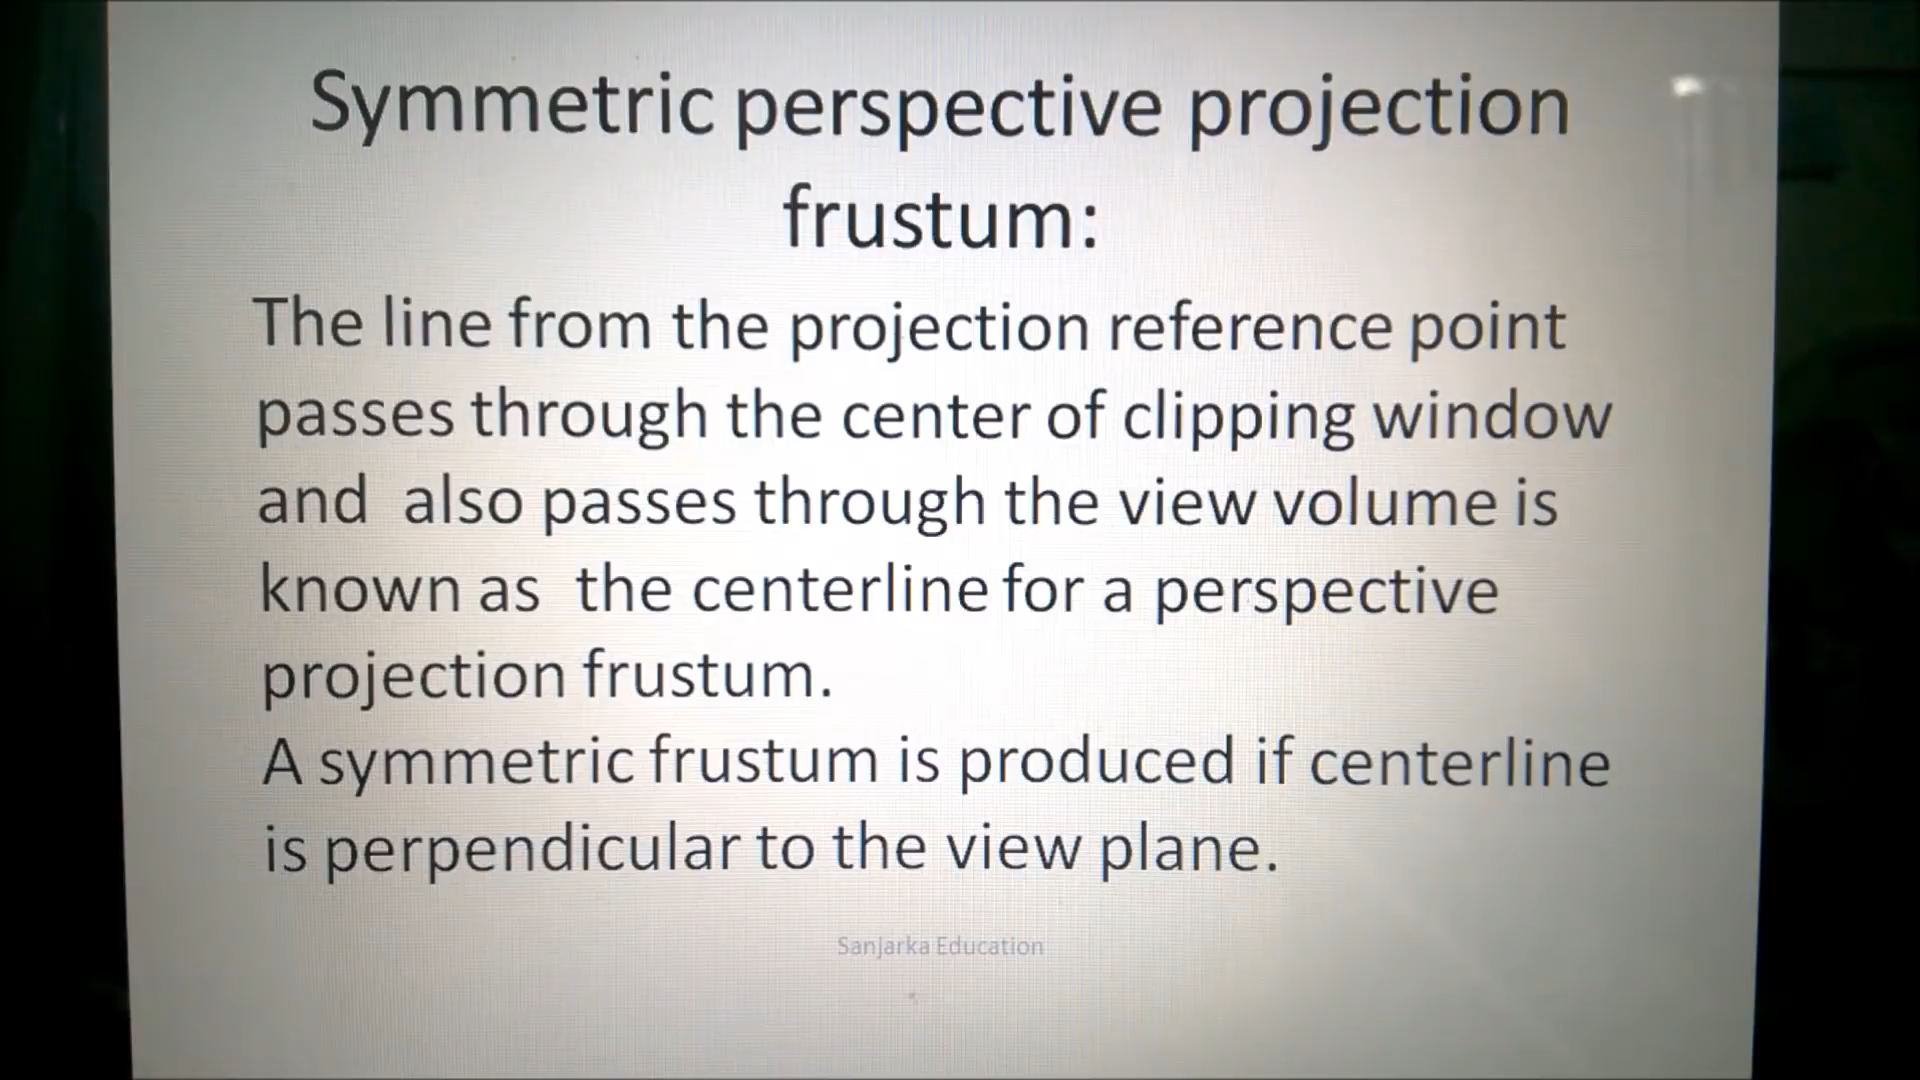 Symmetric perspective projection
frustum:
The line from the projection reference point
passes through the center of clipping window
and also passes through the view volume is
known as the centerline for a perspective
projection frustum.
A symmetric frustum is produced if centerline
is perpendicular to the view plane.
SanJarka Education